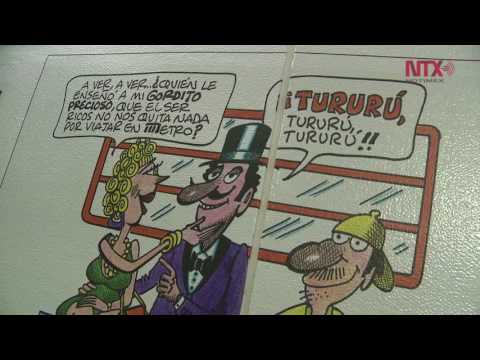 A VER, A VER...¿QUIÉN LE
ENSEÑÓ A MI GORDITO
PRECIOSO, QUE EL SER
RICOS NO NOS QUITA NADA
POR VIAJAR EN METRO?
¡TURURÚ,
TURURÚ,
TURURÚ!!
NTX
NOTIMEX